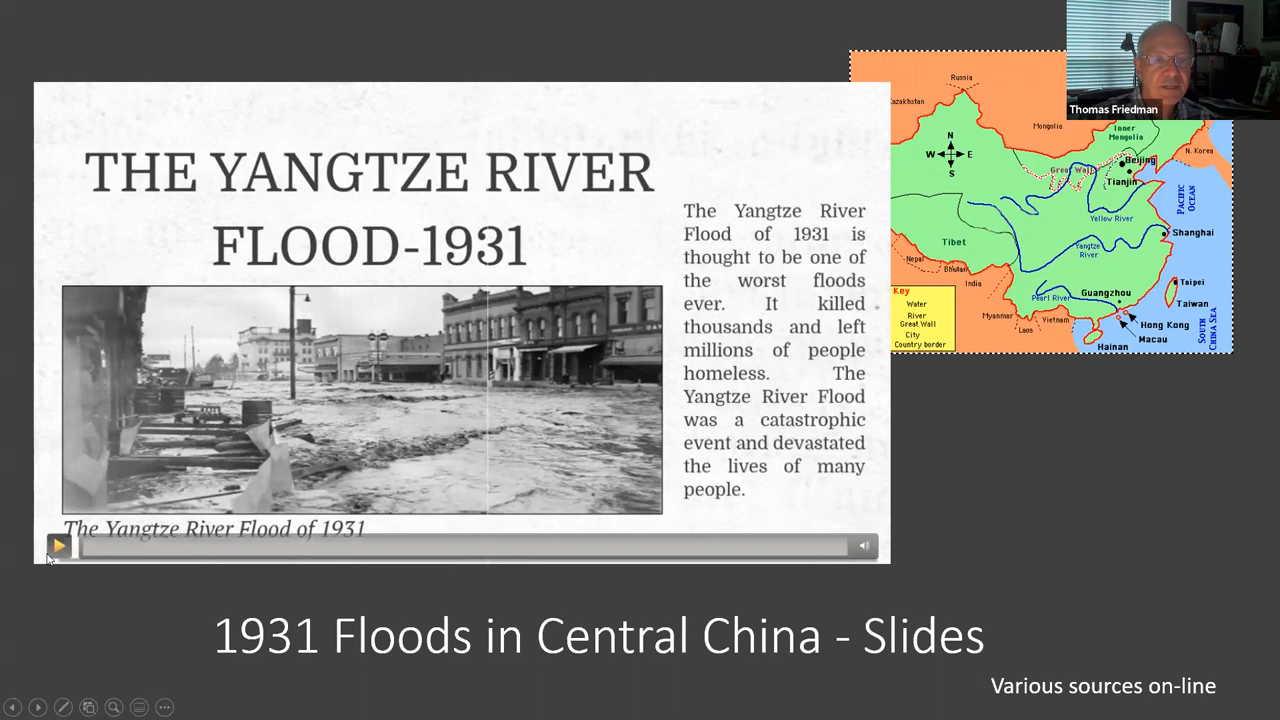 THE YANGTZE RIVER
FLOOD-1931
The Yangtze River
Flood of 1931 is
thought to be one of
the worst floods
ever. It killed
thousands and left
millions of people
homeless. The
Yangtze River Flood
was a catastrophic
event and devastated
the lives of many
people.
The Yangtze River Flood of 1931
Thomas Friedman
Russia
Mongolia
Inner
Mongolia
N. Korea
N
W
E
S
Beijing
Great Wall
Tianjin
PACIFIC
OCEAN
Yellow River
Shanghai
Tibet
Yangtze
River
Nepal
Bhutan
India
Taipei
Guangzhou
Pearl River
Taiwan
Myanmar
Vietnam
Laos
Hong Kong
Macau
Hainan
SOUTH
CHINA SEA
Key
Water
River
Great Wall
City
Country border
1931 Floods in Central China - Slides
Various sources on-line